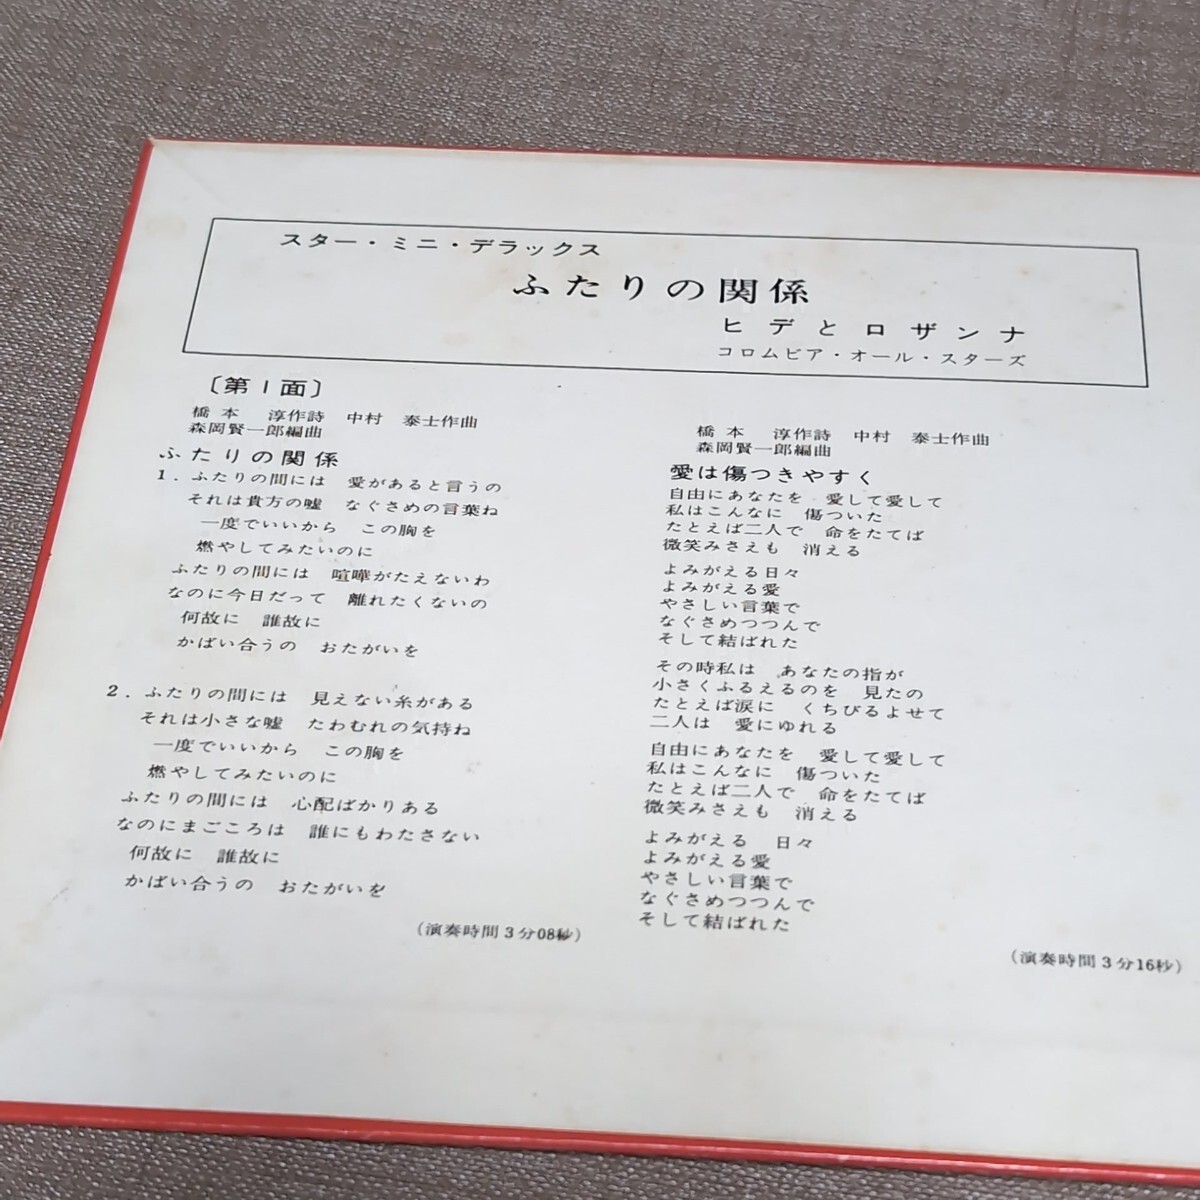 スター・ミニ・デラックス
ふたりの関係
ヒデとロザンナ
コロムビア・オール・スターズ
〔第1面〕
橋本　淳作詩　中村　泰士作曲
森岡賢一郎編曲
ふたりの関係
1．ふたりの間には　愛があると言うの
それは貴方の嘘　なぐさめの言葉ね
一度でいいから　この胸を
燃やしてみたいのに
ふたりの間には　喧嘩がたえないわ
なのに今日だって　離れたくないの
何故に　誰故に
かばい合うの　おたがいを
2．ふたりの間には　見えない糸がある
それは小さな嘘　たわむれの気持ね
一度でいいから　この胸を
燃やしてみたいのに
ふたりの間には　心配ばかりある
なのにまごころは　誰にもわたさない
何故に　誰故に
かばい合うの　おたがいを
（演奏時間3分08秒）
橋本　淳作詩　中村　泰士作曲
森岡賢一郎編曲
愛は傷つきやすく
自由にあなたを　愛して愛して
私はこんなに　傷ついた
たとえば二人で　命をたてば
微笑みさえも　消える
よみがえる日々
よみがえる愛
やさしい言葉で
なぐさめつつんで
そして結ばれた
その時私は　あなたの指が
小さくふるえるのを　見たの
たとえば涙に　くちびるよせて
二人は　愛にゆれる
自由にあなたを　愛して愛して
私はこんなに　傷ついた
たとえば二人で　命をたてば
微笑みさえも　消える
よみがえる　日々
よみがえる愛
やさしい言葉で
なぐさめつつんで
そして結ばれた
（演奏時間3分16秒）